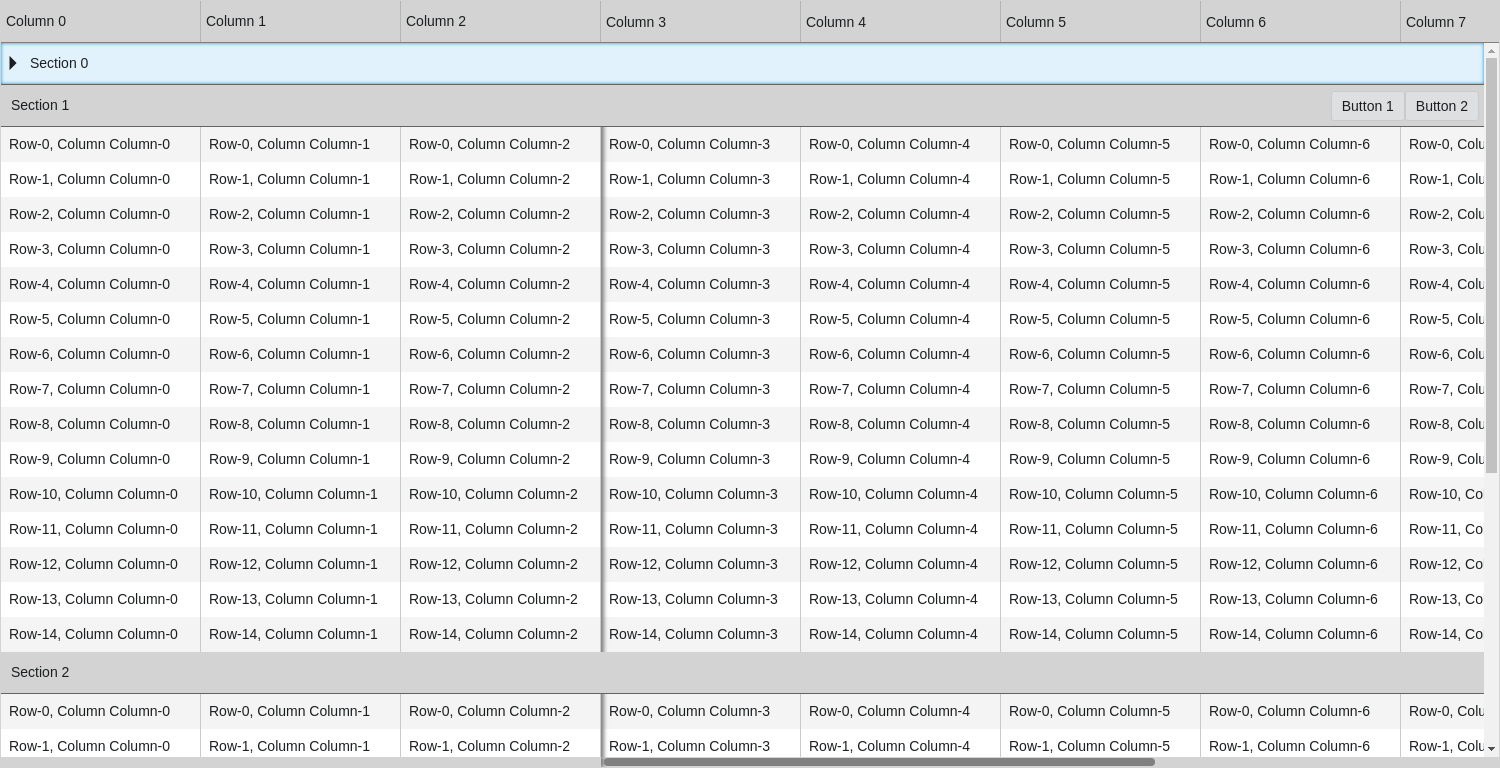 Column 0 Column 1 Column 2 Column 3 Column 4 Column 5 Column 6 Column 7
Section 0
Section 1 Button 1 Button 2
Row-0, Column Column-0 Row-0, Column Column-1 Row-0, Column Column-2 Row-0, Column Column-3 Row-0, Column Column-4 Row-0, Column Column-5 Row-0, Column Column-6 Row-0, Colu
Row-1, Column Column-0 Row-1, Column Column-1 Row-1, Column Column-2 Row-1, Column Column-3 Row-1, Column Column-4 Row-1, Column Column-5 Row-1, Column Column-6 Row-1, Colu
Row-2, Column Column-0 Row-2, Column Column-1 Row-2, Column Column-2 Row-2, Column Column-3 Row-2, Column Column-4 Row-2, Column Column-5 Row-2, Column Column-6 Row-2, Colu
Row-3, Column Column-0 Row-3, Column Column-1 Row-3, Column Column-2 Row-3, Column Column-3 Row-3, Column Column-4 Row-3, Column Column-5 Row-3, Column Column-6 Row-3, Colu
Row-4, Column Column-0 Row-4, Column Column-1 Row-4, Column Column-2 Row-4, Column Column-3 Row-4, Column Column-4 Row-4, Column Column-5 Row-4, Column Column-6 Row-4, Colu
Row-5, Column Column-0 Row-5, Column Column-1 Row-5, Column Column-2 Row-5, Column Column-3 Row-5, Column Column-4 Row-5, Column Column-5 Row-5, Column Column-6 Row-5, Colu
Row-6, Column Column-0 Row-6, Column Column-1 Row-6, Column Column-2 Row-6, Column Column-3 Row-6, Column Column-4 Row-6, Column Column-5 Row-6, Column Column-6 Row-6, Colu
Row-7, Column Column-0 Row-7, Column Column-1 Row-7, Column Column-2 Row-7, Column Column-3 Row-7, Column Column-4 Row-7, Column Column-5 Row-7, Column Column-6 Row-7, Colu
Row-8, Column Column-0 Row-8, Column Column-1 Row-8, Column Column-2 Row-8, Column Column-3 Row-8, Column Column-4 Row-8, Column Column-5 Row-8, Column Column-6 Row-8, Colu
Row-9, Column Column-0 Row-9, Column Column-1 Row-9, Column Column-2 Row-9, Column Column-3 Row-9, Column Column-4 Row-9, Column Column-5 Row-9, Column Column-6 Row-9, Colu
Row-10, Column Column-0 Row-10, Column Column-1 Row-10, Column Column-2 Row-10, Column Column-3 Row-10, Column Column-4 Row-10, Column Column-5 Row-10, Column Column-6 Row-10, Co
Row-11, Column Column-0 Row-11, Column Column-1 Row-11, Column Column-2 Row-11, Column Column-3 Row-11, Column Column-4 Row-11, Column Column-5 Row-11, Column Column-6 Row-11, Co
Row-12, Column Column-0 Row-12, Column Column-1 Row-12, Column Column-2 Row-12, Column Column-3 Row-12, Column Column-4 Row-12, Column Column-5 Row-12, Column Column-6 Row-12, Co
Row-13, Column Column-0 Row-13, Column Column-1 Row-13, Column Column-2 Row-13, Column Column-3 Row-13, Column Column-4 Row-13, Column Column-5 Row-13, Column Column-6 Row-13, Co
Row-14, Column Column-0 Row-14, Column Column-1 Row-14, Column Column-2 Row-14, Column Column-3 Row-14, Column Column-4 Row-14, Column Column-5 Row-14, Column Column-6 Row-14, Co
Section 2
Row-0, Column Column-0 Row-0, Column Column-1 Row-0, Column Column-2 Row-0, Column Column-3 Row-0, Column Column-4 Row-0, Column Column-5 Row-0, Column Column-6 Row-0, Colu
Row-1, Column Column-0 Row-1, Column Column-1 Row-1, Column Column-2 Row-1, Column Column-3 Row-1, Column Column-4 Row-1, Column Column-5 Row-1, Column Column-6 Row-1, Colu